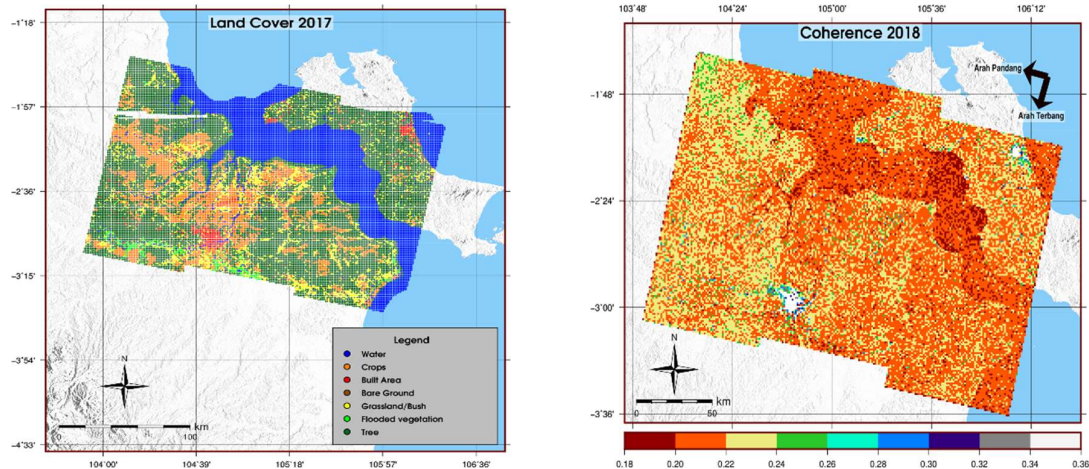 Land Cover 2017
-1°18'
-1°57'
-2°36'
-3°15'
-3°54'
-4°33'
Legend
Water
Crops
Built Area
Bare Ground
Grassland/Bush
Flooded vegetation
Tree
N
km
0 100
104°00' 104°39' 105°18' 105°57' 106°36'
103°48' 104°24' 105°00' 105°36' 106°12'
Coherence 2018
Arah Pandang
Arah Terbang
-1°48'
-2°24'
-3°00'
-3°36'
N
km
0 50
0.18 0.20 0.22 0.24 0.26 0.28 0.30 0.32 0.34 0.36